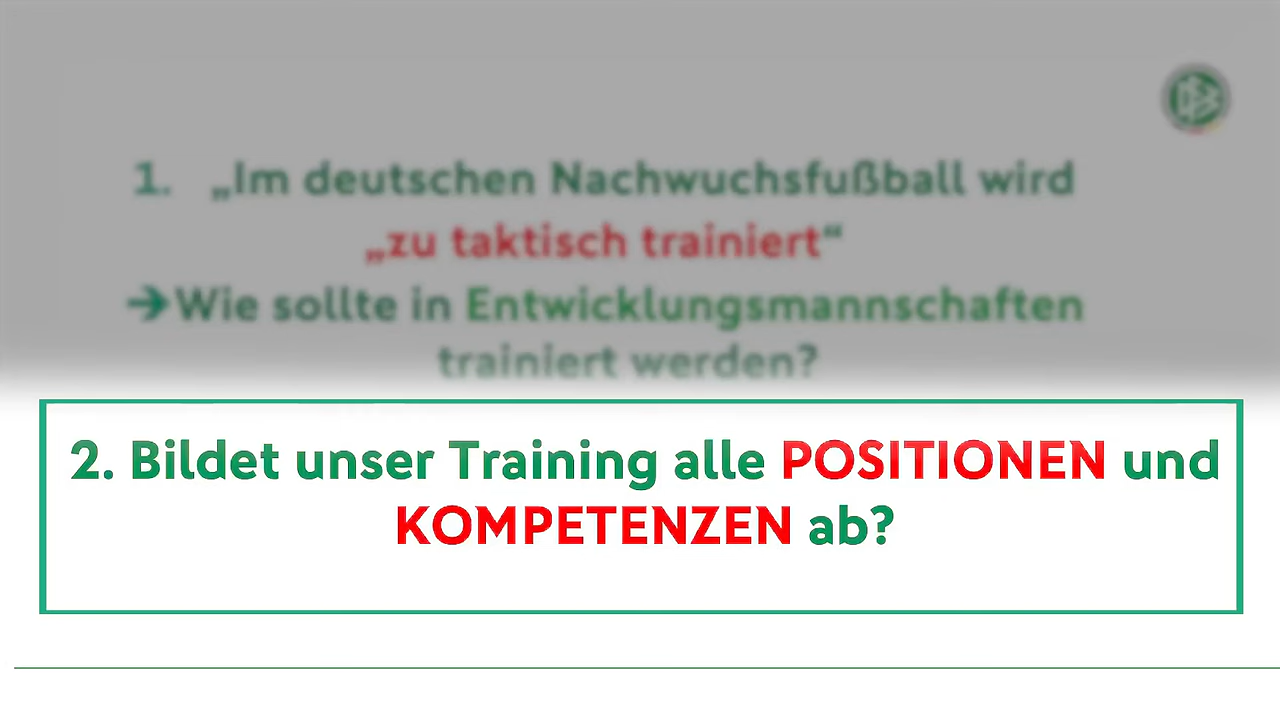 1. „Im deutschen Nachwuchsfußball wird
„zu taktisch trainiert“
→Wie sollte in Entwicklungsmannschaften
trainiert werden?
2. Bildet unser Training alle POSITIONEN und
KOMPETENZEN ab?